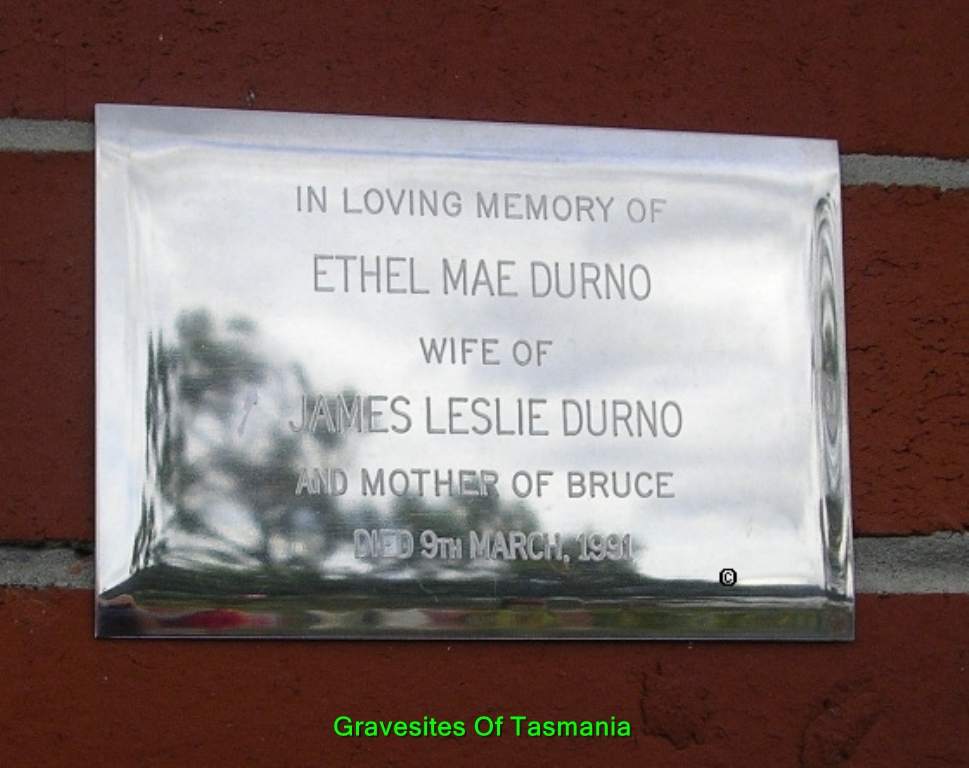 IN LOVING MEMORY OF
ETHEL MAE DURNO
WIFE OF
JAMES LESLIE DURNO
AND MOTHER OF BRUCE
DIED 9TH MARCH, 1991
©
Gravesites Of Tasmania